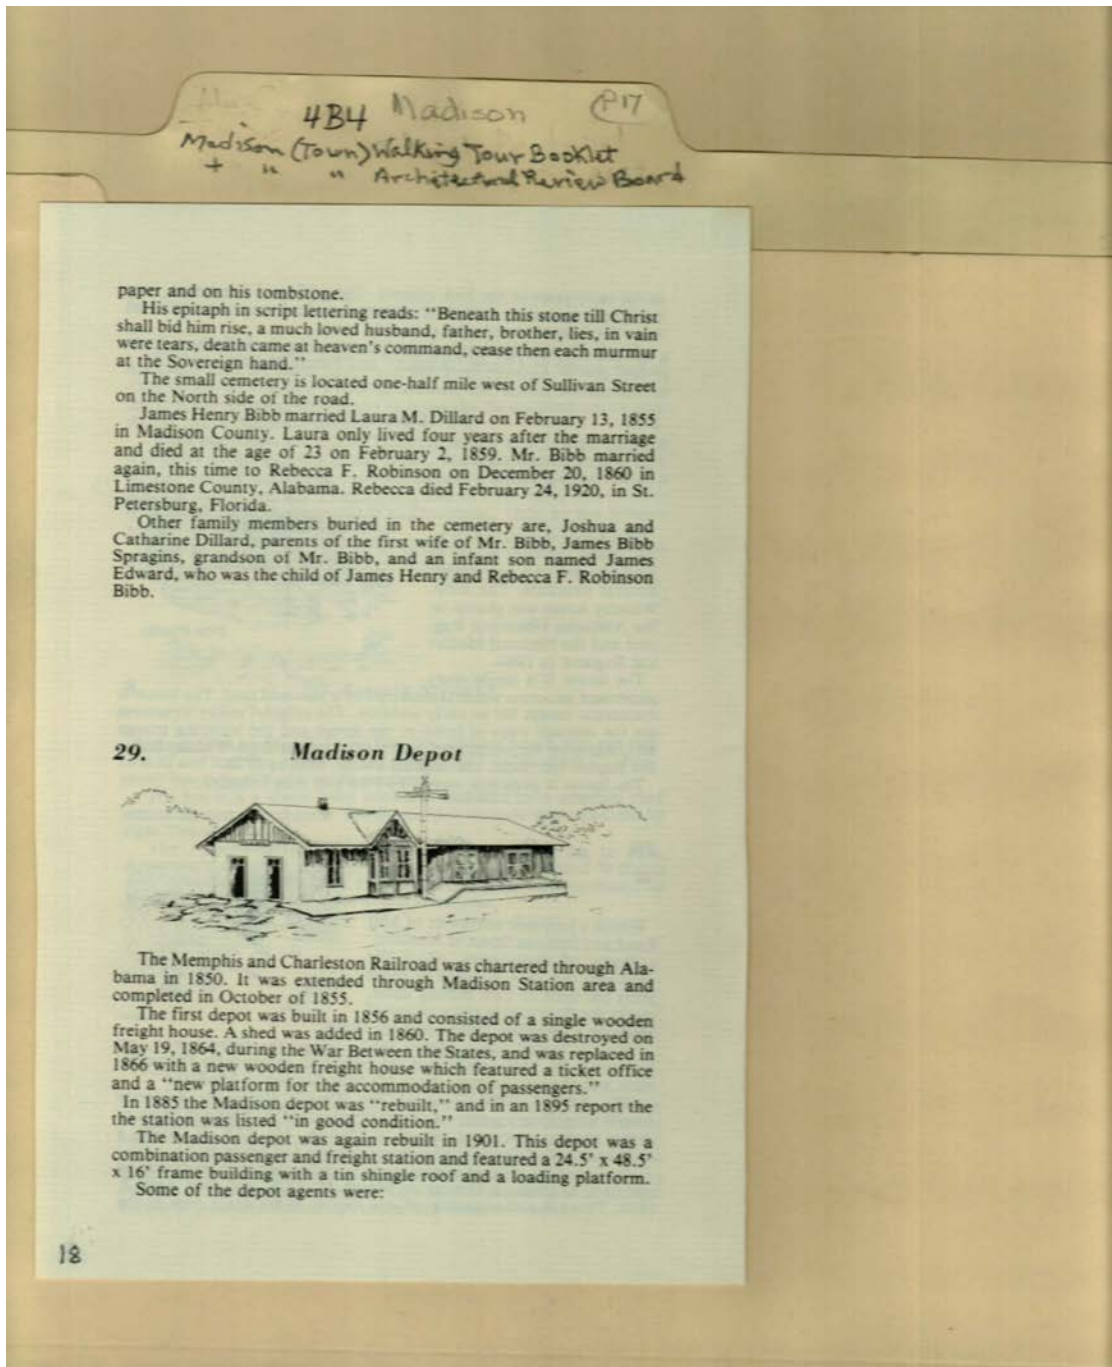 4B4 Madison P17
Madison (Town) Walking Tour Booklet
+ " " Architectural Review Board
paper and on his tombstone.
His epitaph in script lettering reads: "Beneath this stone till Christ
shall bid him rise, a much loved husband, father, brother, lies, in vain
were tears, death came at heaven's command, cease then each murmur
at the Sovereign hand."
The small cemetery is located one-half mile west of Sullivan Street
on the North side of the road.
James Henry Bibb married Laura M. Dillard on February 13, 1855
in Madison County. Laura only lived four years after the marriage
and died at the age of 23 on February 2, 1859. Mr. Bibb married
again, this time to Rebecca F. Robinson on December 20, 1860 in
Limestone County, Alabama. Rebecca died February 24, 1920, in St.
Petersburg, Florida.
Other family members buried in the cemetery are, Joshua and
Catharine Dillard, parents of the first wife of Mr. Bibb, James Bibb
Spragins, grandson of Mr. Bibb, and an infant son named James
Edward, who was the child of James Henry and Rebecca F. Robinson
Bibb.
29. Madison Depot
The Memphis and Charleston Railroad was chartered through Ala-
bama in 1850. It was extended through Madison Station area and
completed in October of 1855.
The first depot was built in 1856 and consisted of a single wooden
freight house. A shed was added in 1860. The depot was destroyed on
May 19, 1864, during the War Between the States, and was replaced in
1866 with a new wooden freight house which featured a ticket office
and a "new platform for the accommodation of passengers."
In 1885 the Madison depot was "rebuilt," and in an 1895 report the
the station was listed "in good condition."
The Madison depot was again rebuilt in 1901. This depot was a
combination passenger and freight station and featured a 24.5' x 48.5'
x 16' frame building with a tin shingle roof and a loading platform.
Some of the depot agents were:
18